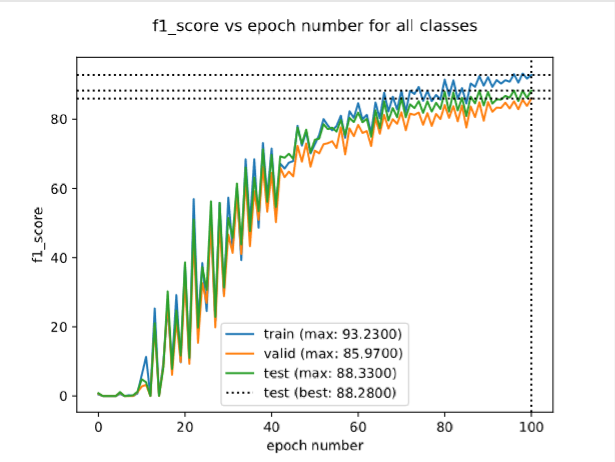 f1_score vs epoch number for all classes
f1_score
80
60
40
20
0
train (max: 93.2300)
valid (max: 85.9700)
test (max: 88.3300)
test (best: 88.2800)
0 20 40 60 80 100
epoch number